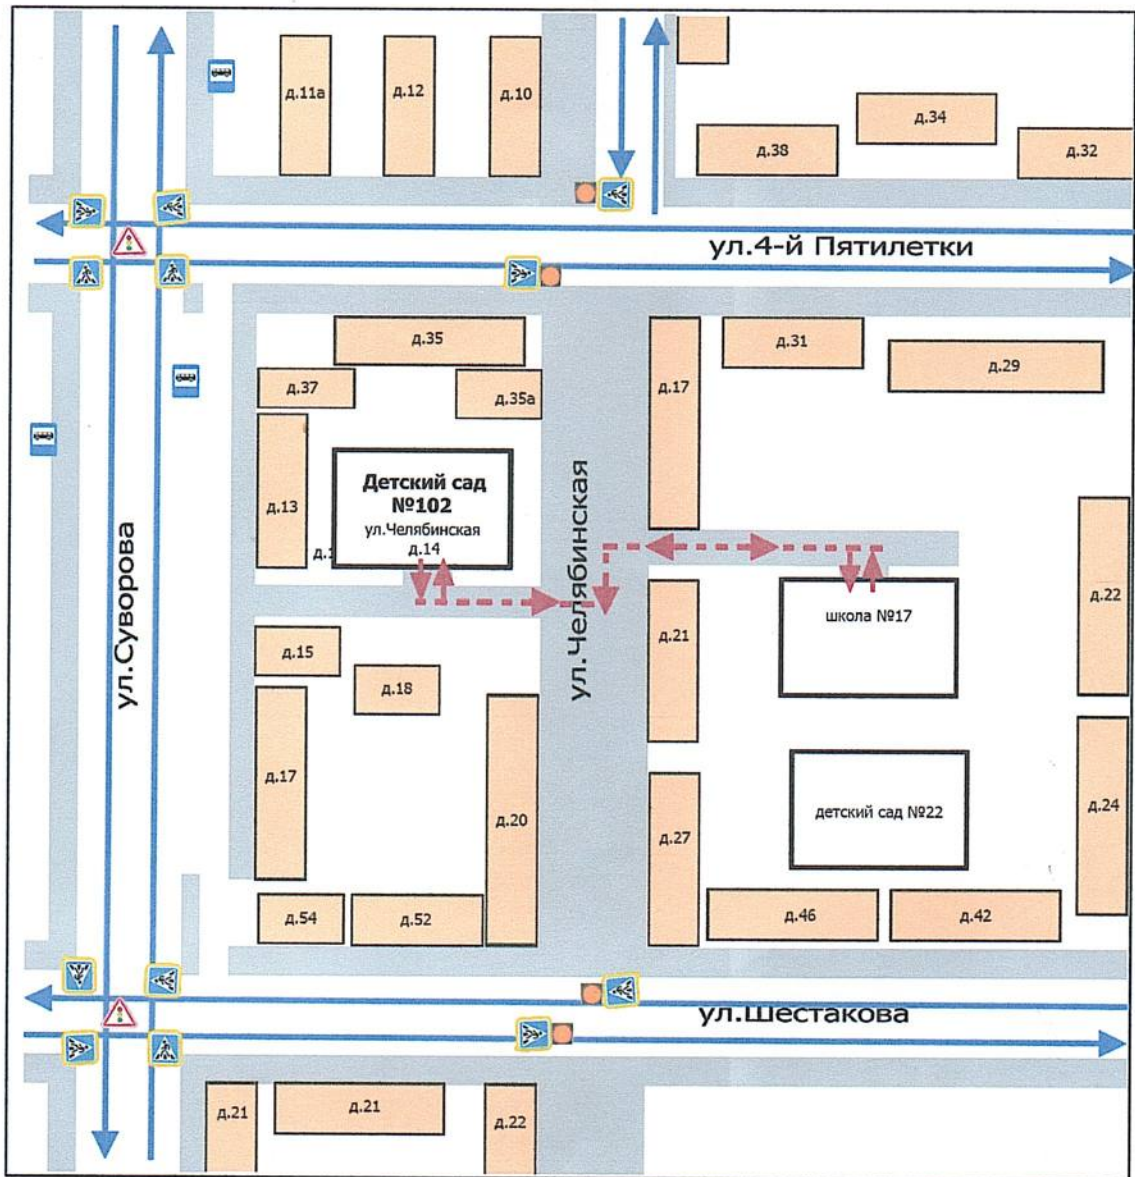 д.11а
д.12
д.10
д.38
д.34
д.32
ул.4-й Пятилетки
д.35
д.37
д.35а
д.13
Детский сад
№102
ул.Челябинская
д.14
д.1
д.17
д.31
д.29
ул.Суворова
ул.Челябинская
д.15
д.18
д.17
д.20
д.54
д.52
д.21
школа №17
д.22
д.27
детский сад №22
д.24
д.46
д.42
ул.Шестакова
д.21
д.21
д.22